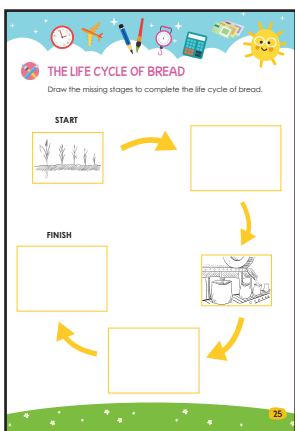 THE LIFE CYCLE OF BREAD
Draw the missing stages to complete the life cycle of bread.
START
FINISH
25